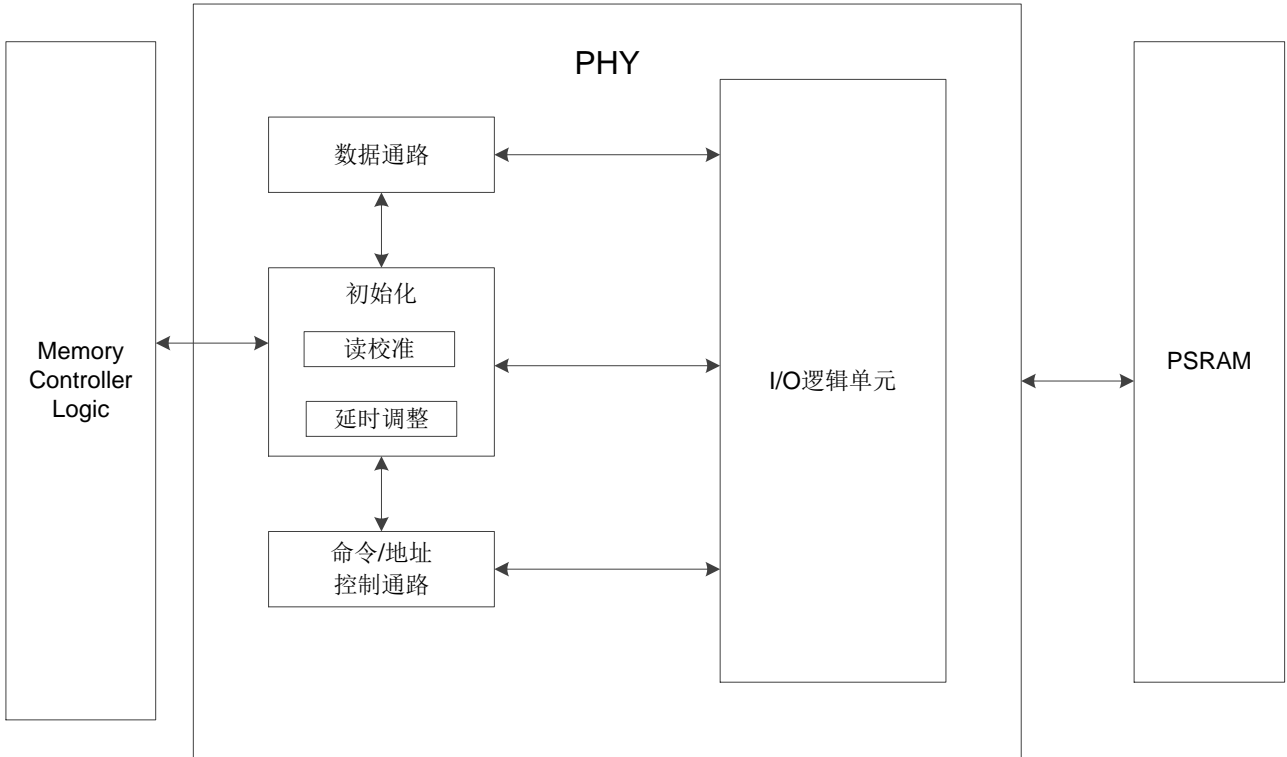 PHY
数据通路
初始化
读校准
延时调整
命令/地址
控制通路
Memory
Controller
Logic
I/O逻辑单元
PSRAM